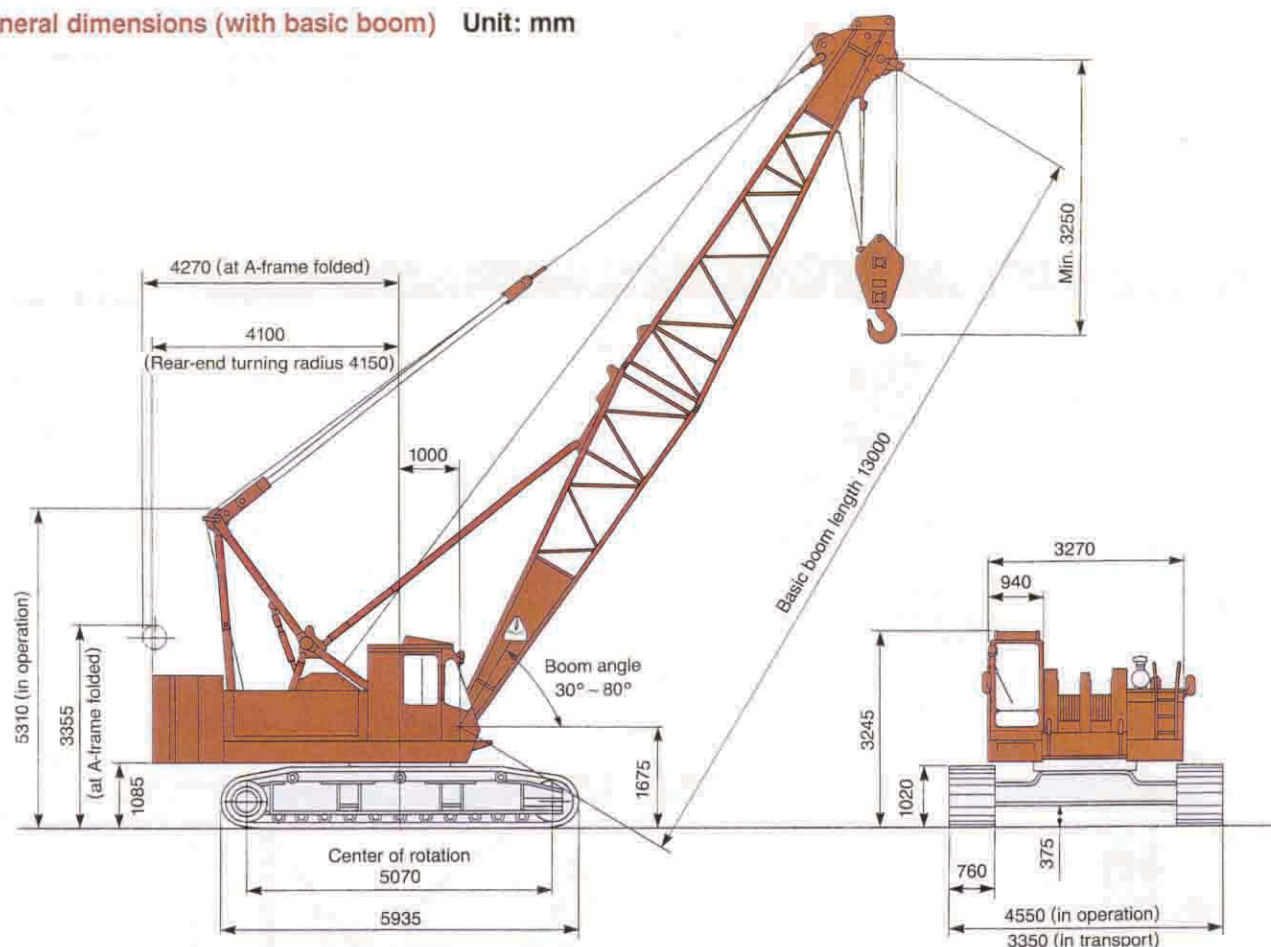 neral dimensions (with basic boom) Unit: mm
4270 (at A-frame folded)
4100
(Rear-end turning radius 4150)
1000
Min. 3250
Basic boom length 13000
5310 (in operation)
3355
(at A-frame folded)
1085
Boom angle
30° ~ 80°
1675
Center of rotation
5070
5935
3270
940
3245
1020
375
760
4550 (in operation)
3350 (in transport)